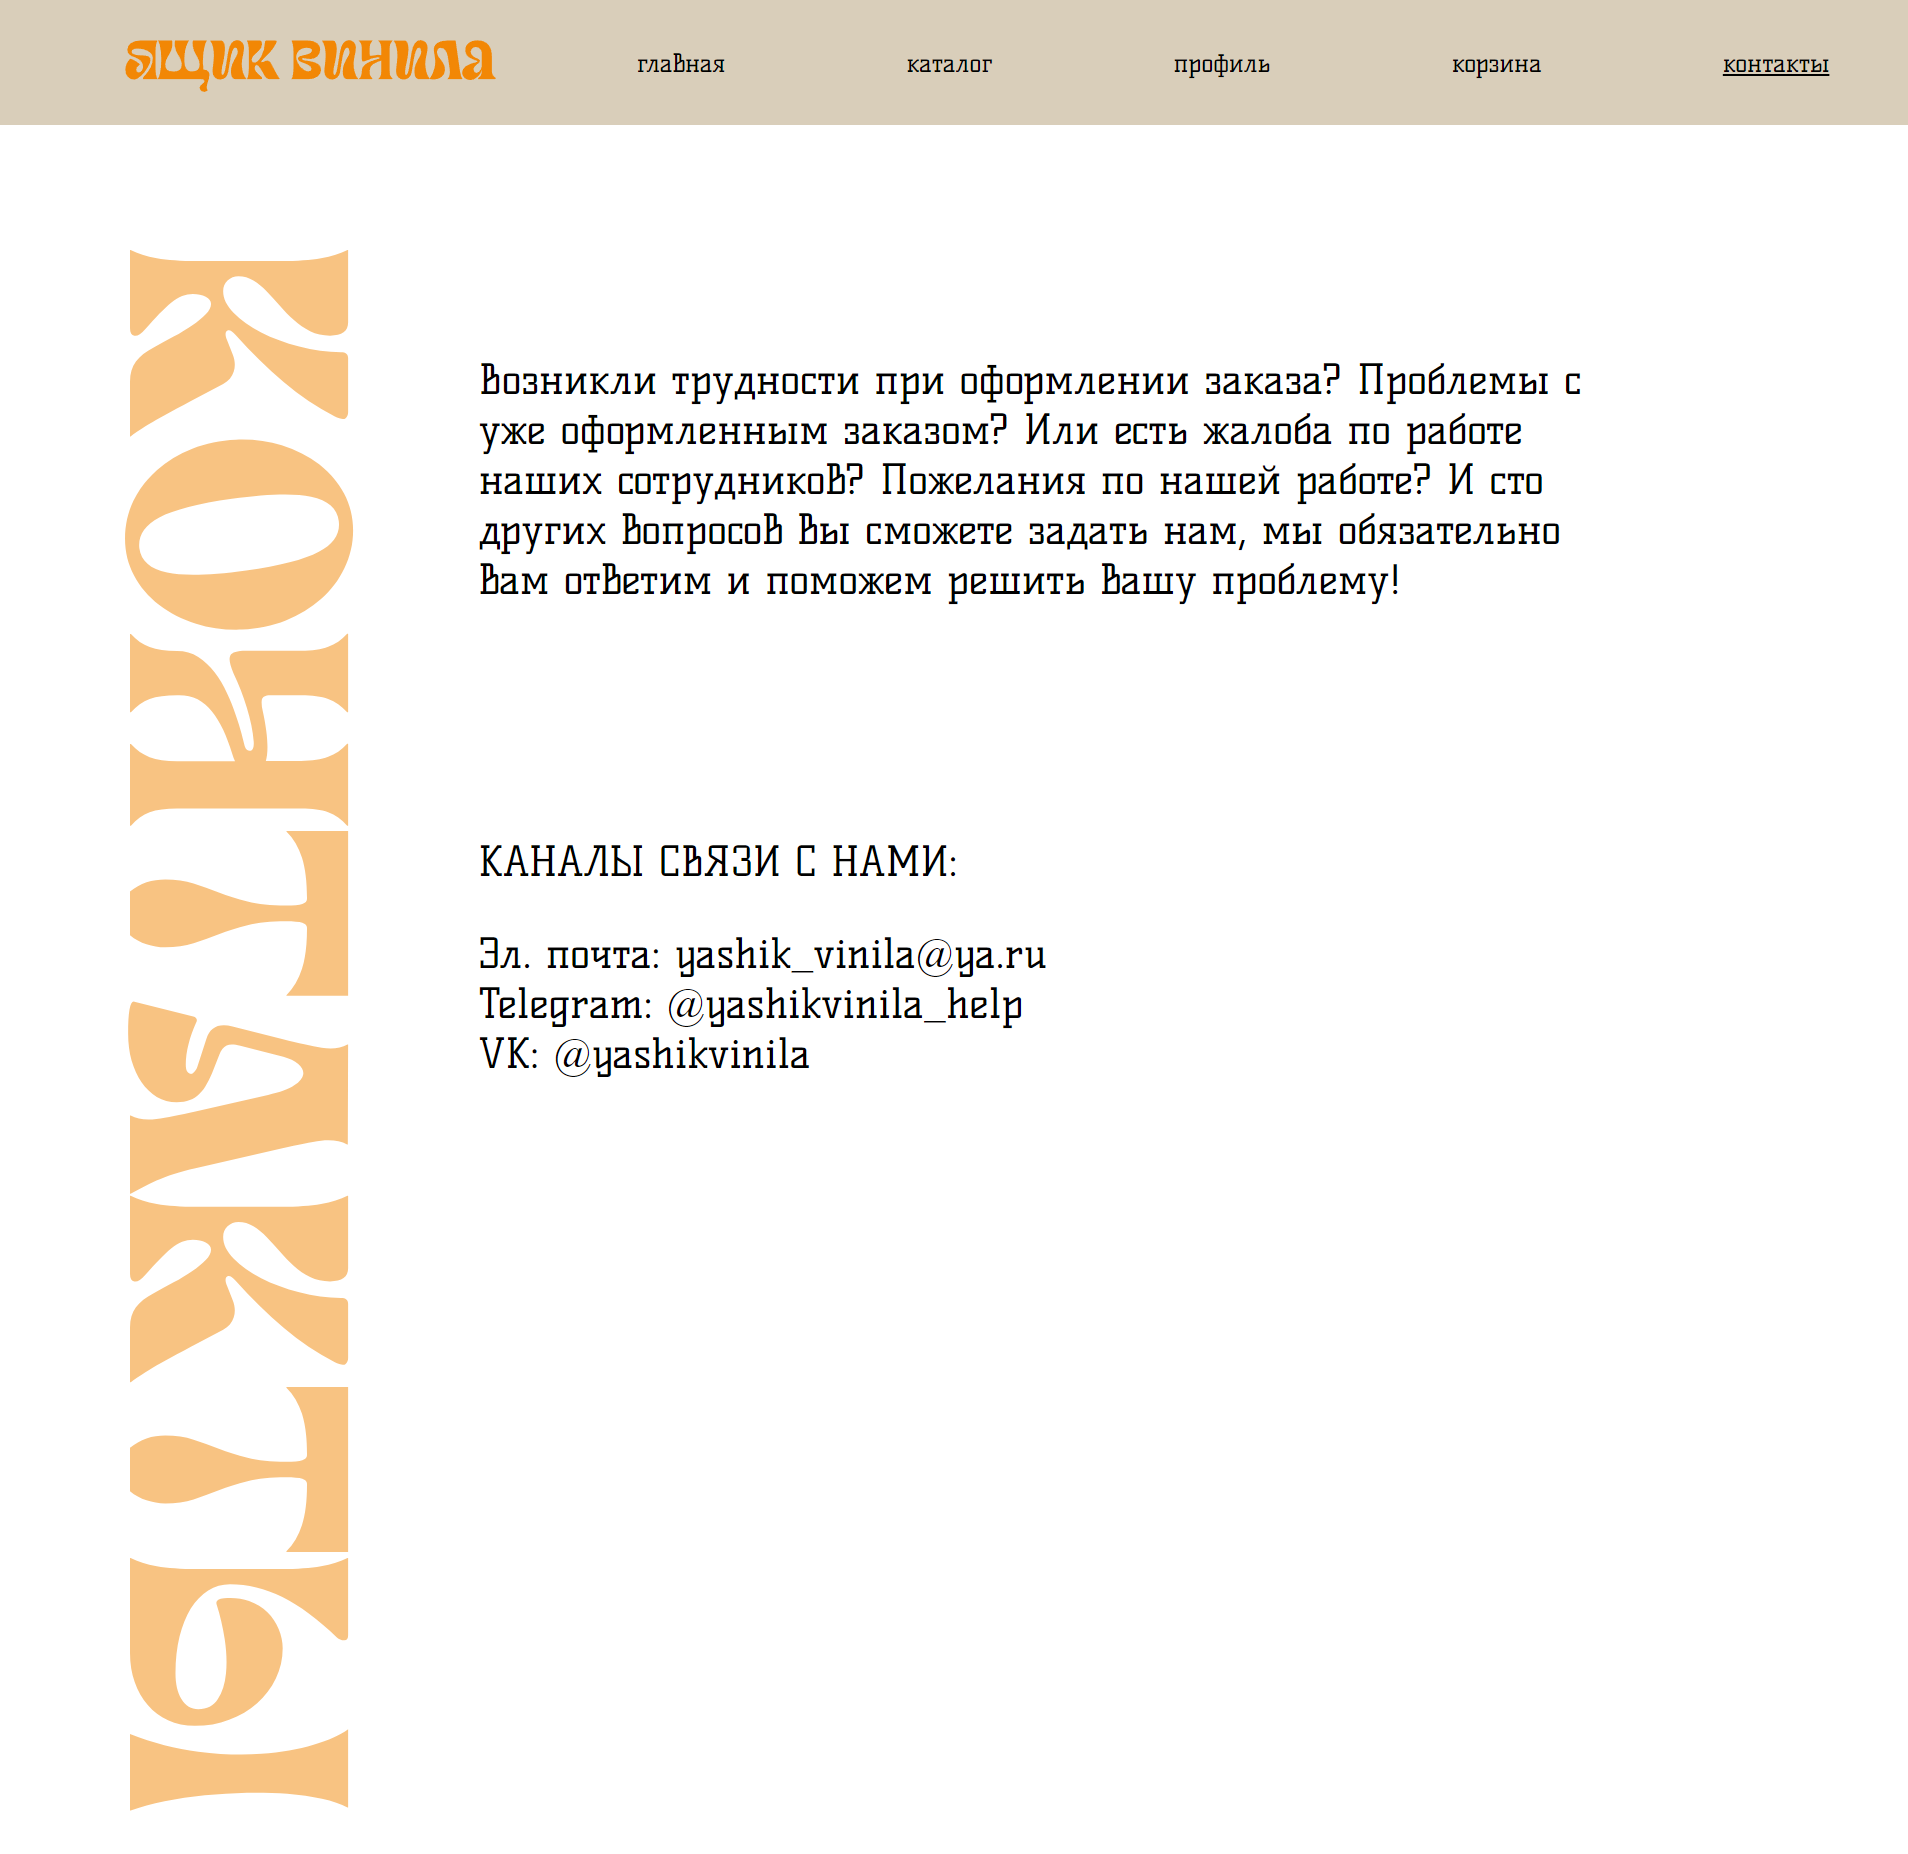 ЯЩИК ВИНИЛА
главная
каталог
профиль
корзина
контакты
КОНТАКТЫ
Возникли трудности при оформлении заказа? Проблемы с
уже оформленным заказом? Или есть жалоба по работе
наших сотрудников? Пожелания по нашей работе? И сто
других вопросов Вы сможете задать нам, мы обязательно
Вам ответим и поможем решить Вашу проблему!
КАНАЛЫ СВЯЗИ С НАМИ:
Эл. почта: yashik_vinila@ya.ru
Telegram: @yashikvinila_help
VK: @yashikvinila